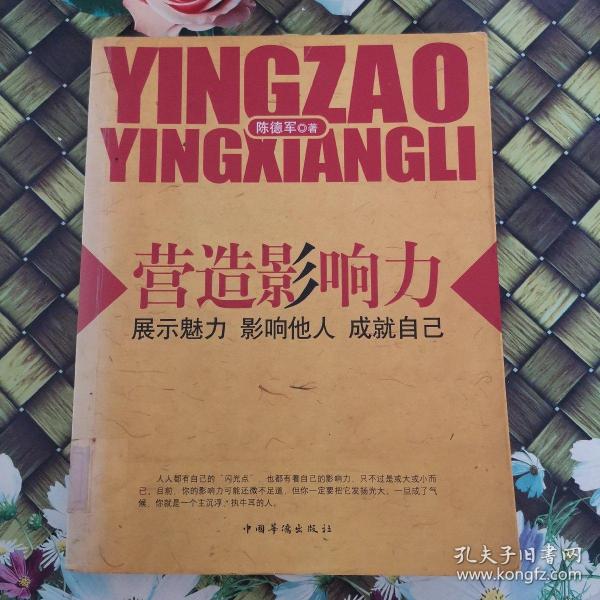 YINGZAO
陈德军◎著
YINGXIANGLI
营造影响力
展示魅力 影响他人 成就自己
人人都有自己的“闪光点”，也都有着自己的影响力，只不过是或大或小而
已。目前，你的影响力可能还微不足道，但你一定要把它发扬光大。一旦成了气
候，你就是一个主沉浮、执牛耳的人。
中国华侨出版社
孔夫子旧书网
www.kongfz.com